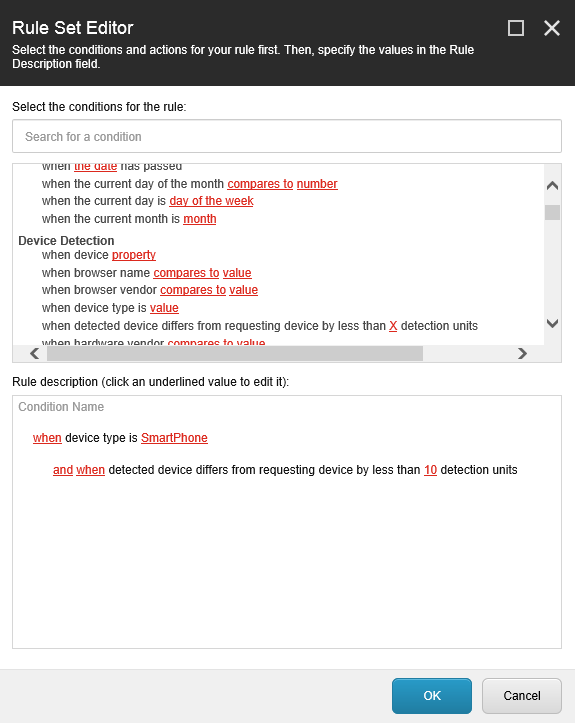 Rule Set Editor
Select the conditions and actions for your rule first. Then, specify the values in the Rule
Description field.
Select the conditions for the rule:
Search for a condition
when the date has passed
when the current day of the month compares to number
when the current day is day of the week
when the current month is month
Device Detection
when device property
when browser name compares to value
when browser vendor compares to value
when device type is value
when detected device differs from requesting device by less than X detection units
when hardware vendor compares to value
Rule description (click an underlined value to edit it):
Condition Name
when device type is SmartPhone
and when detected device differs from requesting device by less than 10 detection units
OK
Cancel